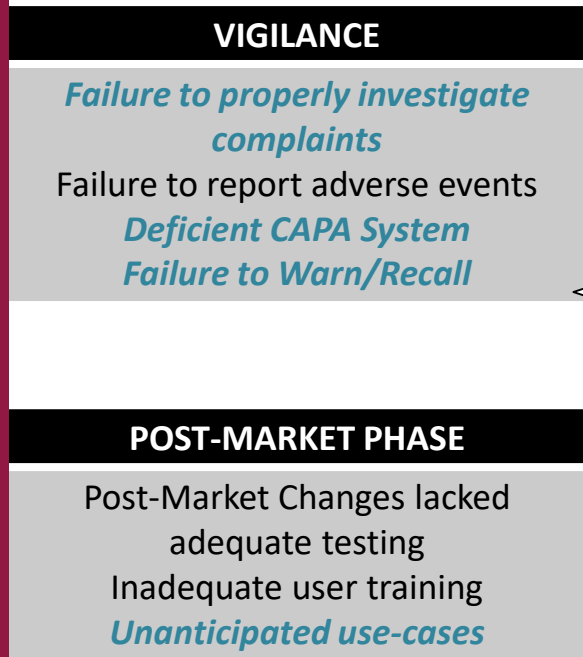 VIGILANCE
Failure to properly investigate
complaints
Failure to report adverse events
Deficient CAPA System
Failure to Warn/Recall
<
POST-MARKET PHASE
Post-Market Changes lacked
adequate testing
Inadequate user training
Unanticipated use-cases